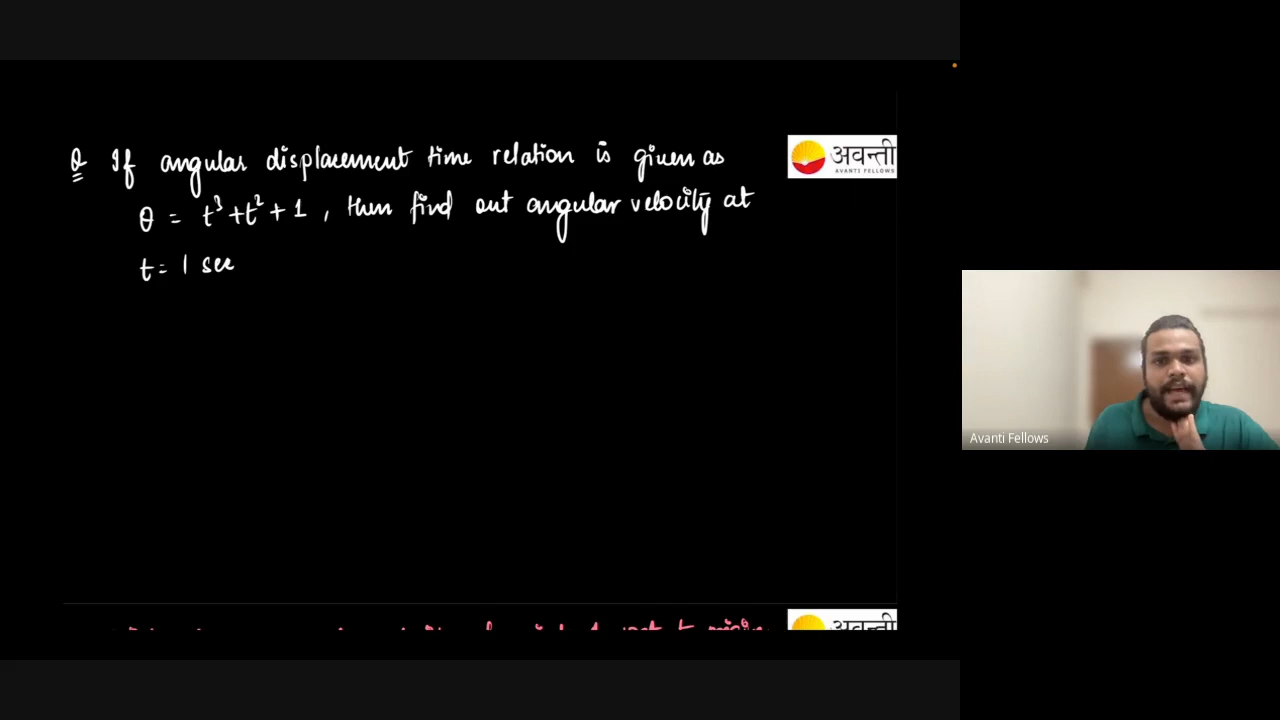 Q If angular displacement time relation is given as
θ = t³+t²+1, then find out angular velocity at
t = 1 sec
अवन्ती
AVANTI FELLOWS
Avanti Fellows
अवन्ती